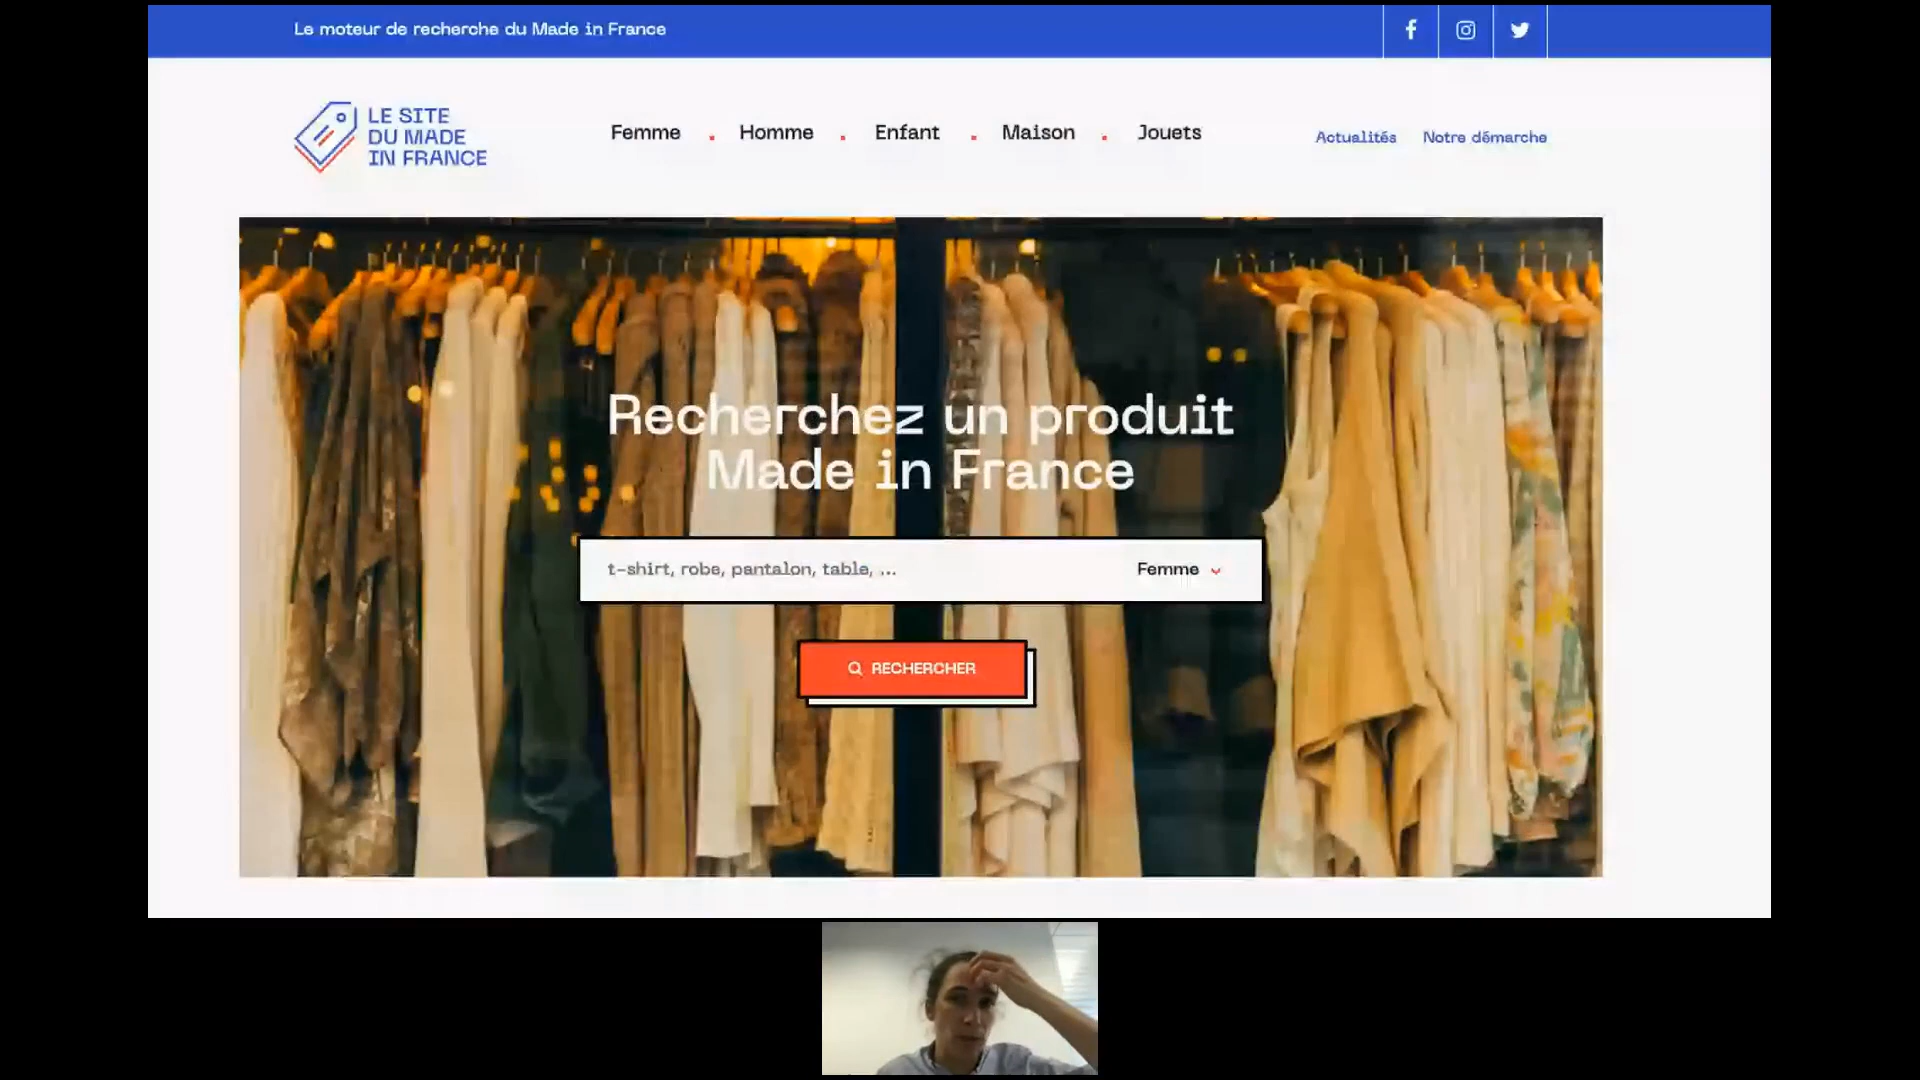 Le moteur de recherche du Made in France
LE SITE
DU MADE
IN FRANCE
Femme
Homme
Enfant
Maison
Jouets
Actualités
Notre démarche
Recherchez un produit
Made in France
t-shirt, robe, pantalon, table, ...
Femme
RECHERCHER